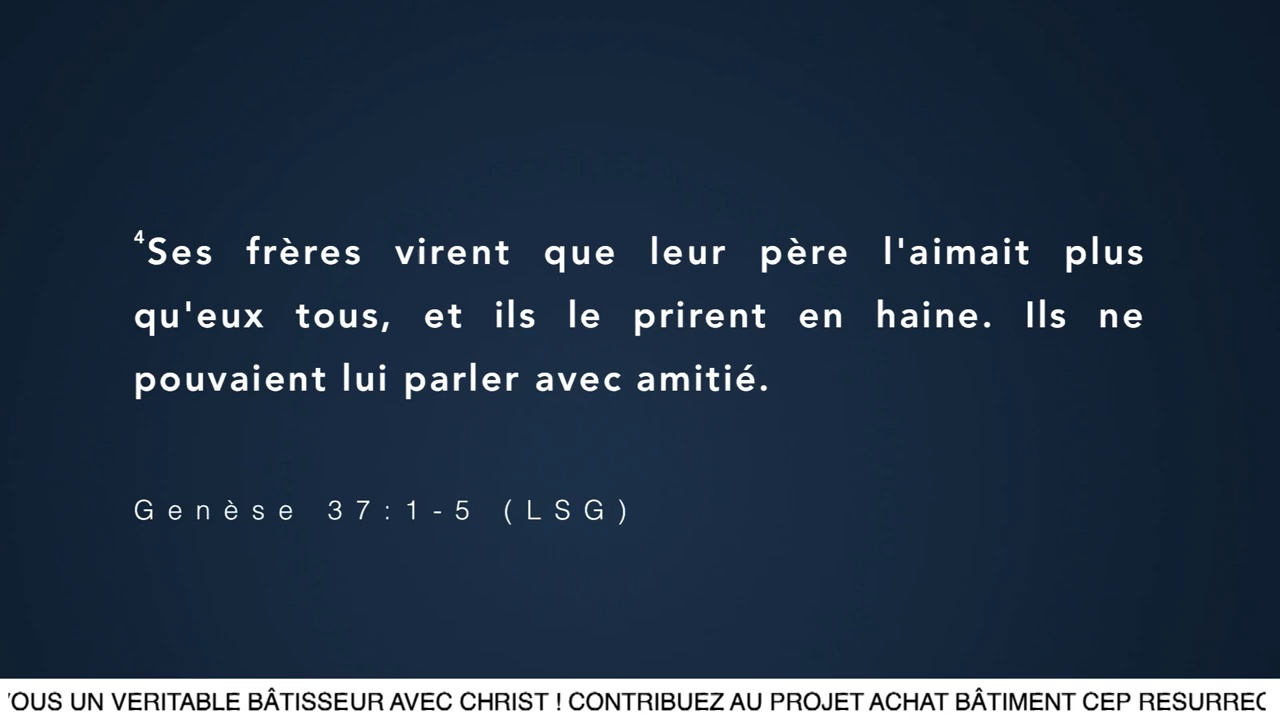 ⁴Ses frères virent que leur père l'aimait plus
qu'eux tous, et ils le prirent en haine. Ils ne
pouvaient lui parler avec amitié.
Genèse 37:1-5 (LSG)
UN VERITABLE BÂTISSEUR AVEC CHRIST ! CONTRIBUEZ AU PROJET ACHAT BÂTIMENT CEP